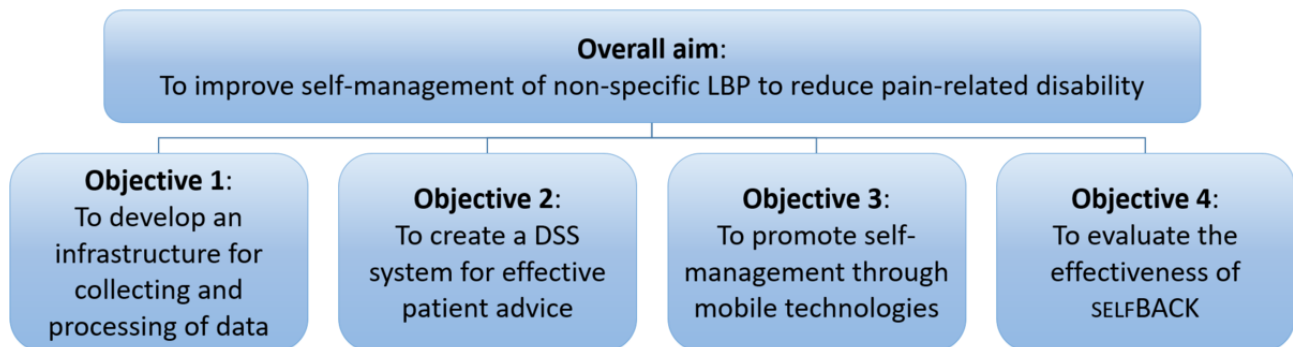 Overall aim:
To improve self-management of non-specific LBP to reduce pain-related disability
Objective 1:
To develop an
infrastructure for
collecting and
processing of data
Objective 2:
To create a DSS
system for effective
patient advice
Objective 3:
To promote self-
management through
mobile technologies
Objective 4:
To evaluate the
effectiveness of
SELFBACK